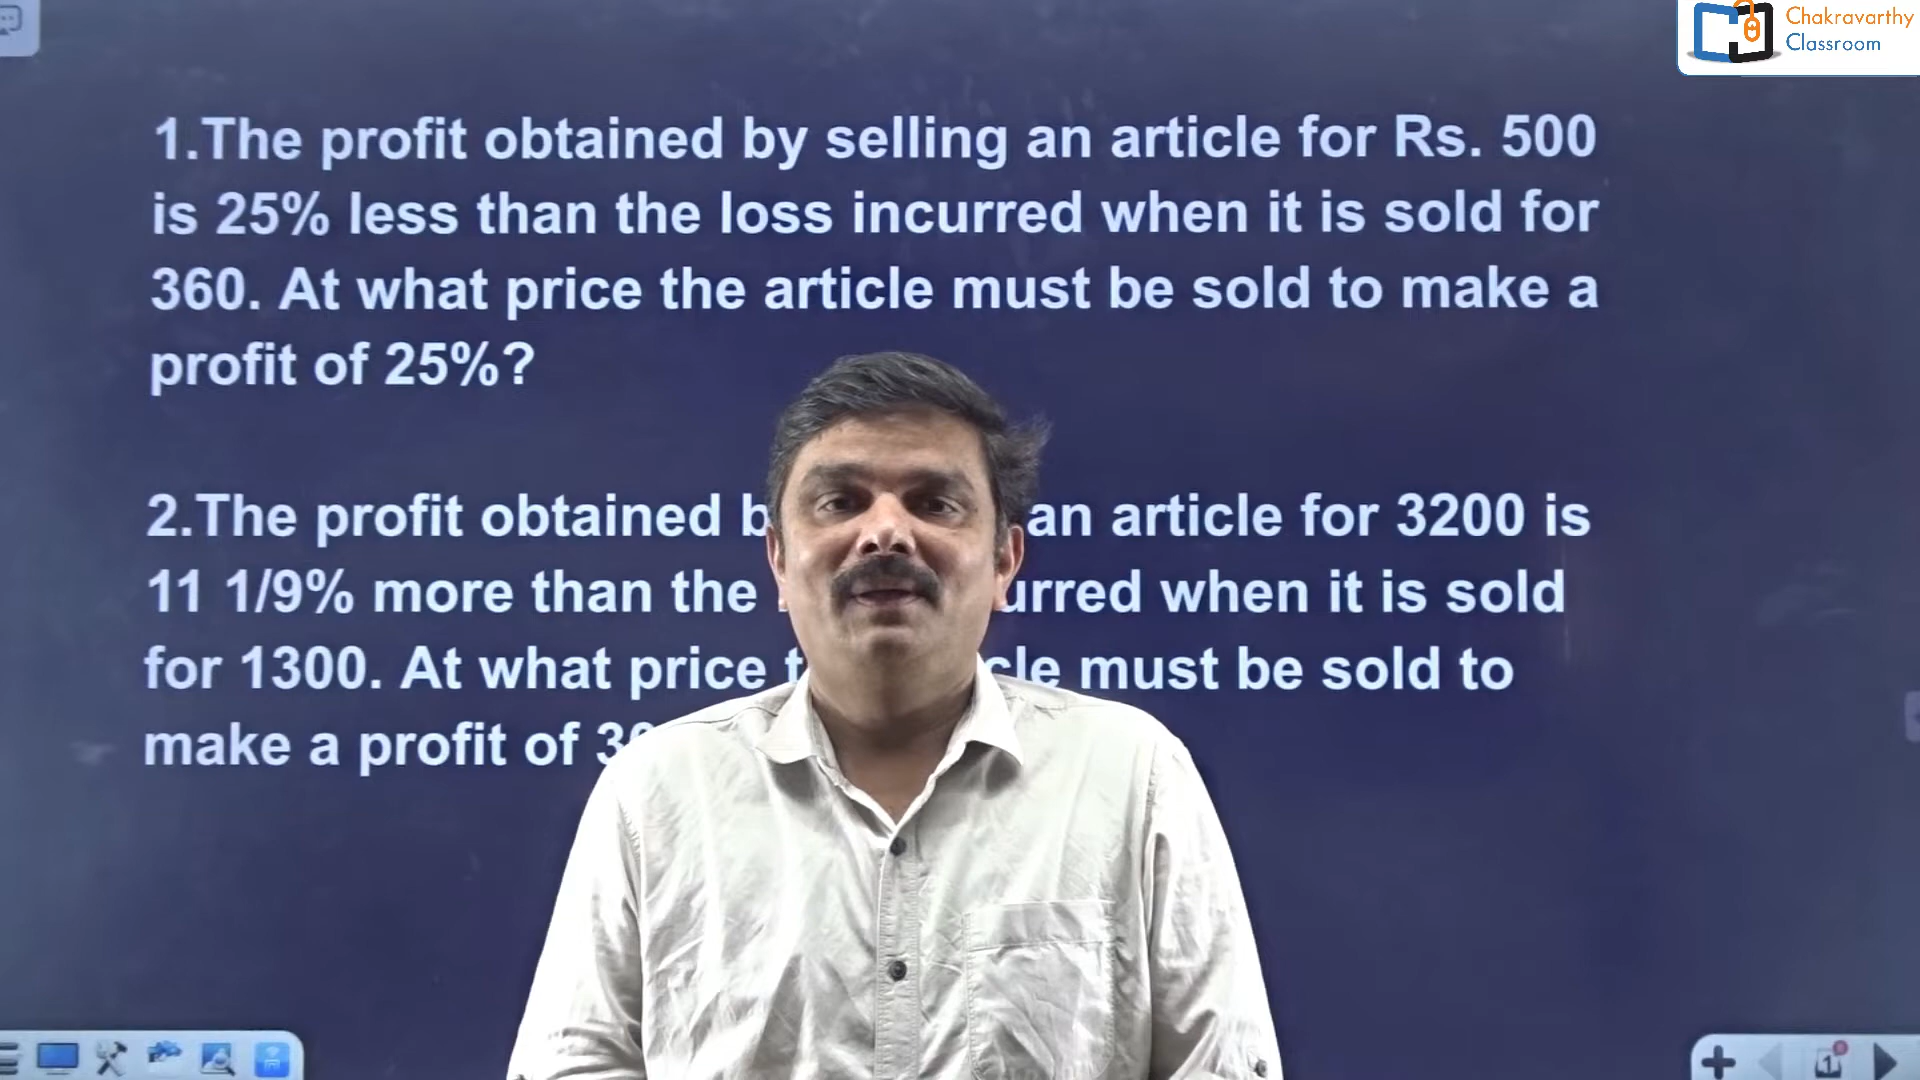 Chakravarthy
Classroom
1.The profit obtained by selling an article for Rs. 500
is 25% less than the loss incurred when it is sold for
360. At what price the article must be sold to make a
profit of 25%?
2.The profit obtained an article for 3200 is
11 1/9% more than the when it is sold
for 1300. At what price must be sold to
make a profit of